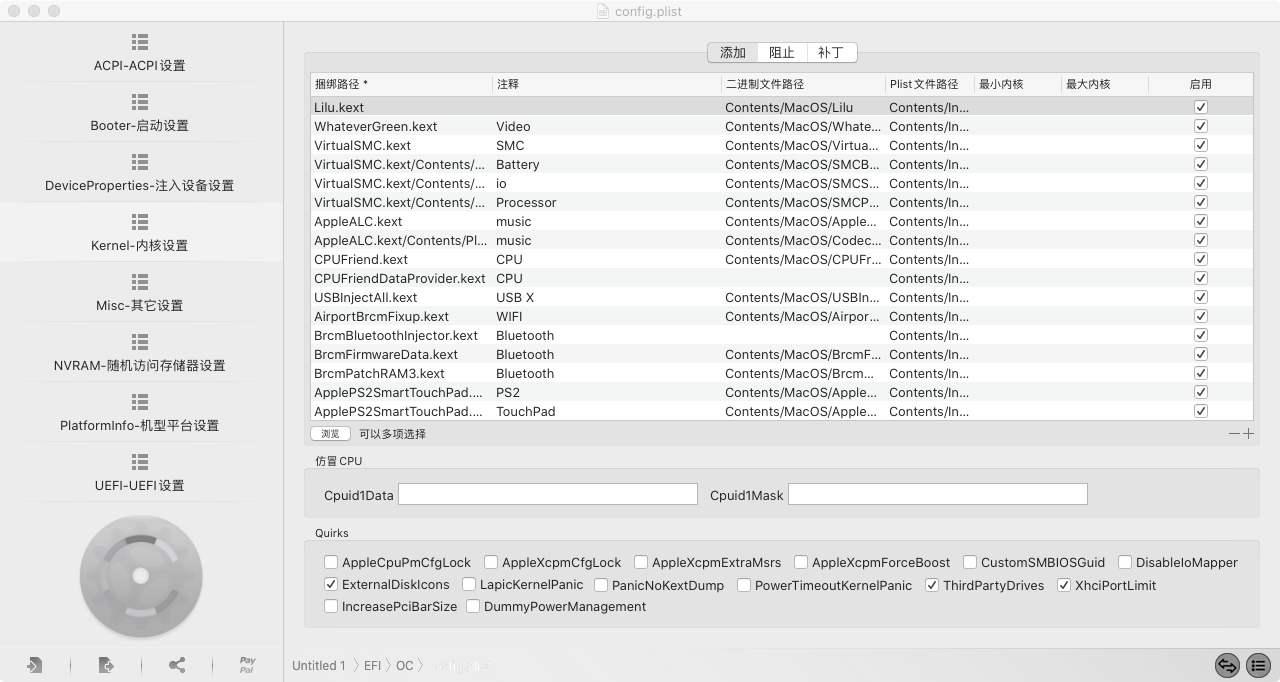 config.plist
ACPI-ACPI设置
Booter-启动设置
DeviceProperties-注入设备设置
Kernel-内核设置
Misc-其它设置
NVRAM-随机访问存储器设置
PlatformInfo-机型平台设置
UEFI-UEFI设置
Pay
Pal
添加 阻止 补丁
捆绑路径 * 注释 二进制文件路径 Plist文件路径 最小内核 最大内核 启用
Lilu.kext Contents/MacOS/Lilu Contents/In...
WhateverGreen.kext Video Contents/MacOS/Whate... Contents/In...
VirtualSMC.kext SMC Contents/MacOS/Virtua... Contents/In...
VirtualSMC.kext/Contents/... Battery Contents/MacOS/SMCB... Contents/In...
VirtualSMC.kext/Contents/... io Contents/MacOS/SMCS... Contents/In...
VirtualSMC.kext/Contents/... Processor Contents/MacOS/SMCP... Contents/In...
AppleALC.kext music Contents/MacOS/Apple... Contents/In...
AppleALC.kext/Contents/Pl... music Contents/MacOS/Codec... Contents/In...
CPUFriend.kext CPU Contents/MacOS/CPUFr... Contents/In...
CPUFriendDataProvider.kext CPU Contents/In...
USBInjectAll.kext USB X Contents/MacOS/USBIn... Contents/In...
AirportBrcmFixup.kext WIFI Contents/MacOS/Airpor... Contents/In...
BrcmBluetoothInjector.kext Bluetooth Contents/In...
BrcmFirmwareData.kext Bluetooth Contents/MacOS/BrcmF... Contents/In...
BrcmPatchRAM3.kext Bluetooth Contents/MacOS/Brcm... Contents/In...
ApplePS2SmartTouchPad.... PS2 Contents/MacOS/Apple... Contents/In...
ApplePS2SmartTouchPad.... TouchPad Contents/MacOS/Apple... Contents/In...
浏览 可以多项选择
仿冒CPU
Cpuid1Data Cpuid1Mask
Quirks
AppleCpuPmCfgLock AppleXcpmCfgLock AppleXcpmExtraMsrs AppleXcpmForceBoost CustomSMBIOSGuid DisableIoMapper
ExternalDiskIcons LapicKernelPanic PanicNoKextDump PowerTimeoutKernelPanic ThirdPartyDrives XhciPortLimit
IncreasePciBarSize DummyPowerManagement
Untitled 1 〉 EFI 〉 OC 〉